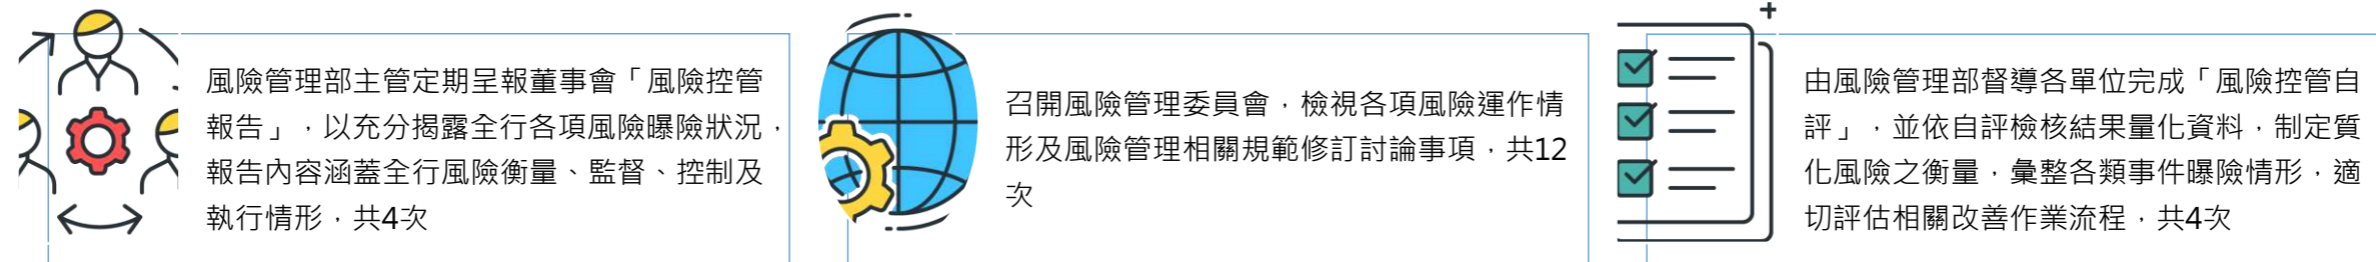 風險管理部主管定期呈報董事會「風險控管
報告」，以充分揭露全行各項風險曝險狀況，
報告內容涵蓋全行風險衡量、監督、控制及
執行情形，共4次
召開風險管理委員會，檢視各項風險運作情
形及風險管理相關規範修訂討論事項，共12
次
由風險管理部督導各單位完成「風險控管自
評」，並依自評檢核結果量化資料，制定質
化風險之衡量，彙整各類事件曝險情形，適
切評估相關改善作業流程，共4次